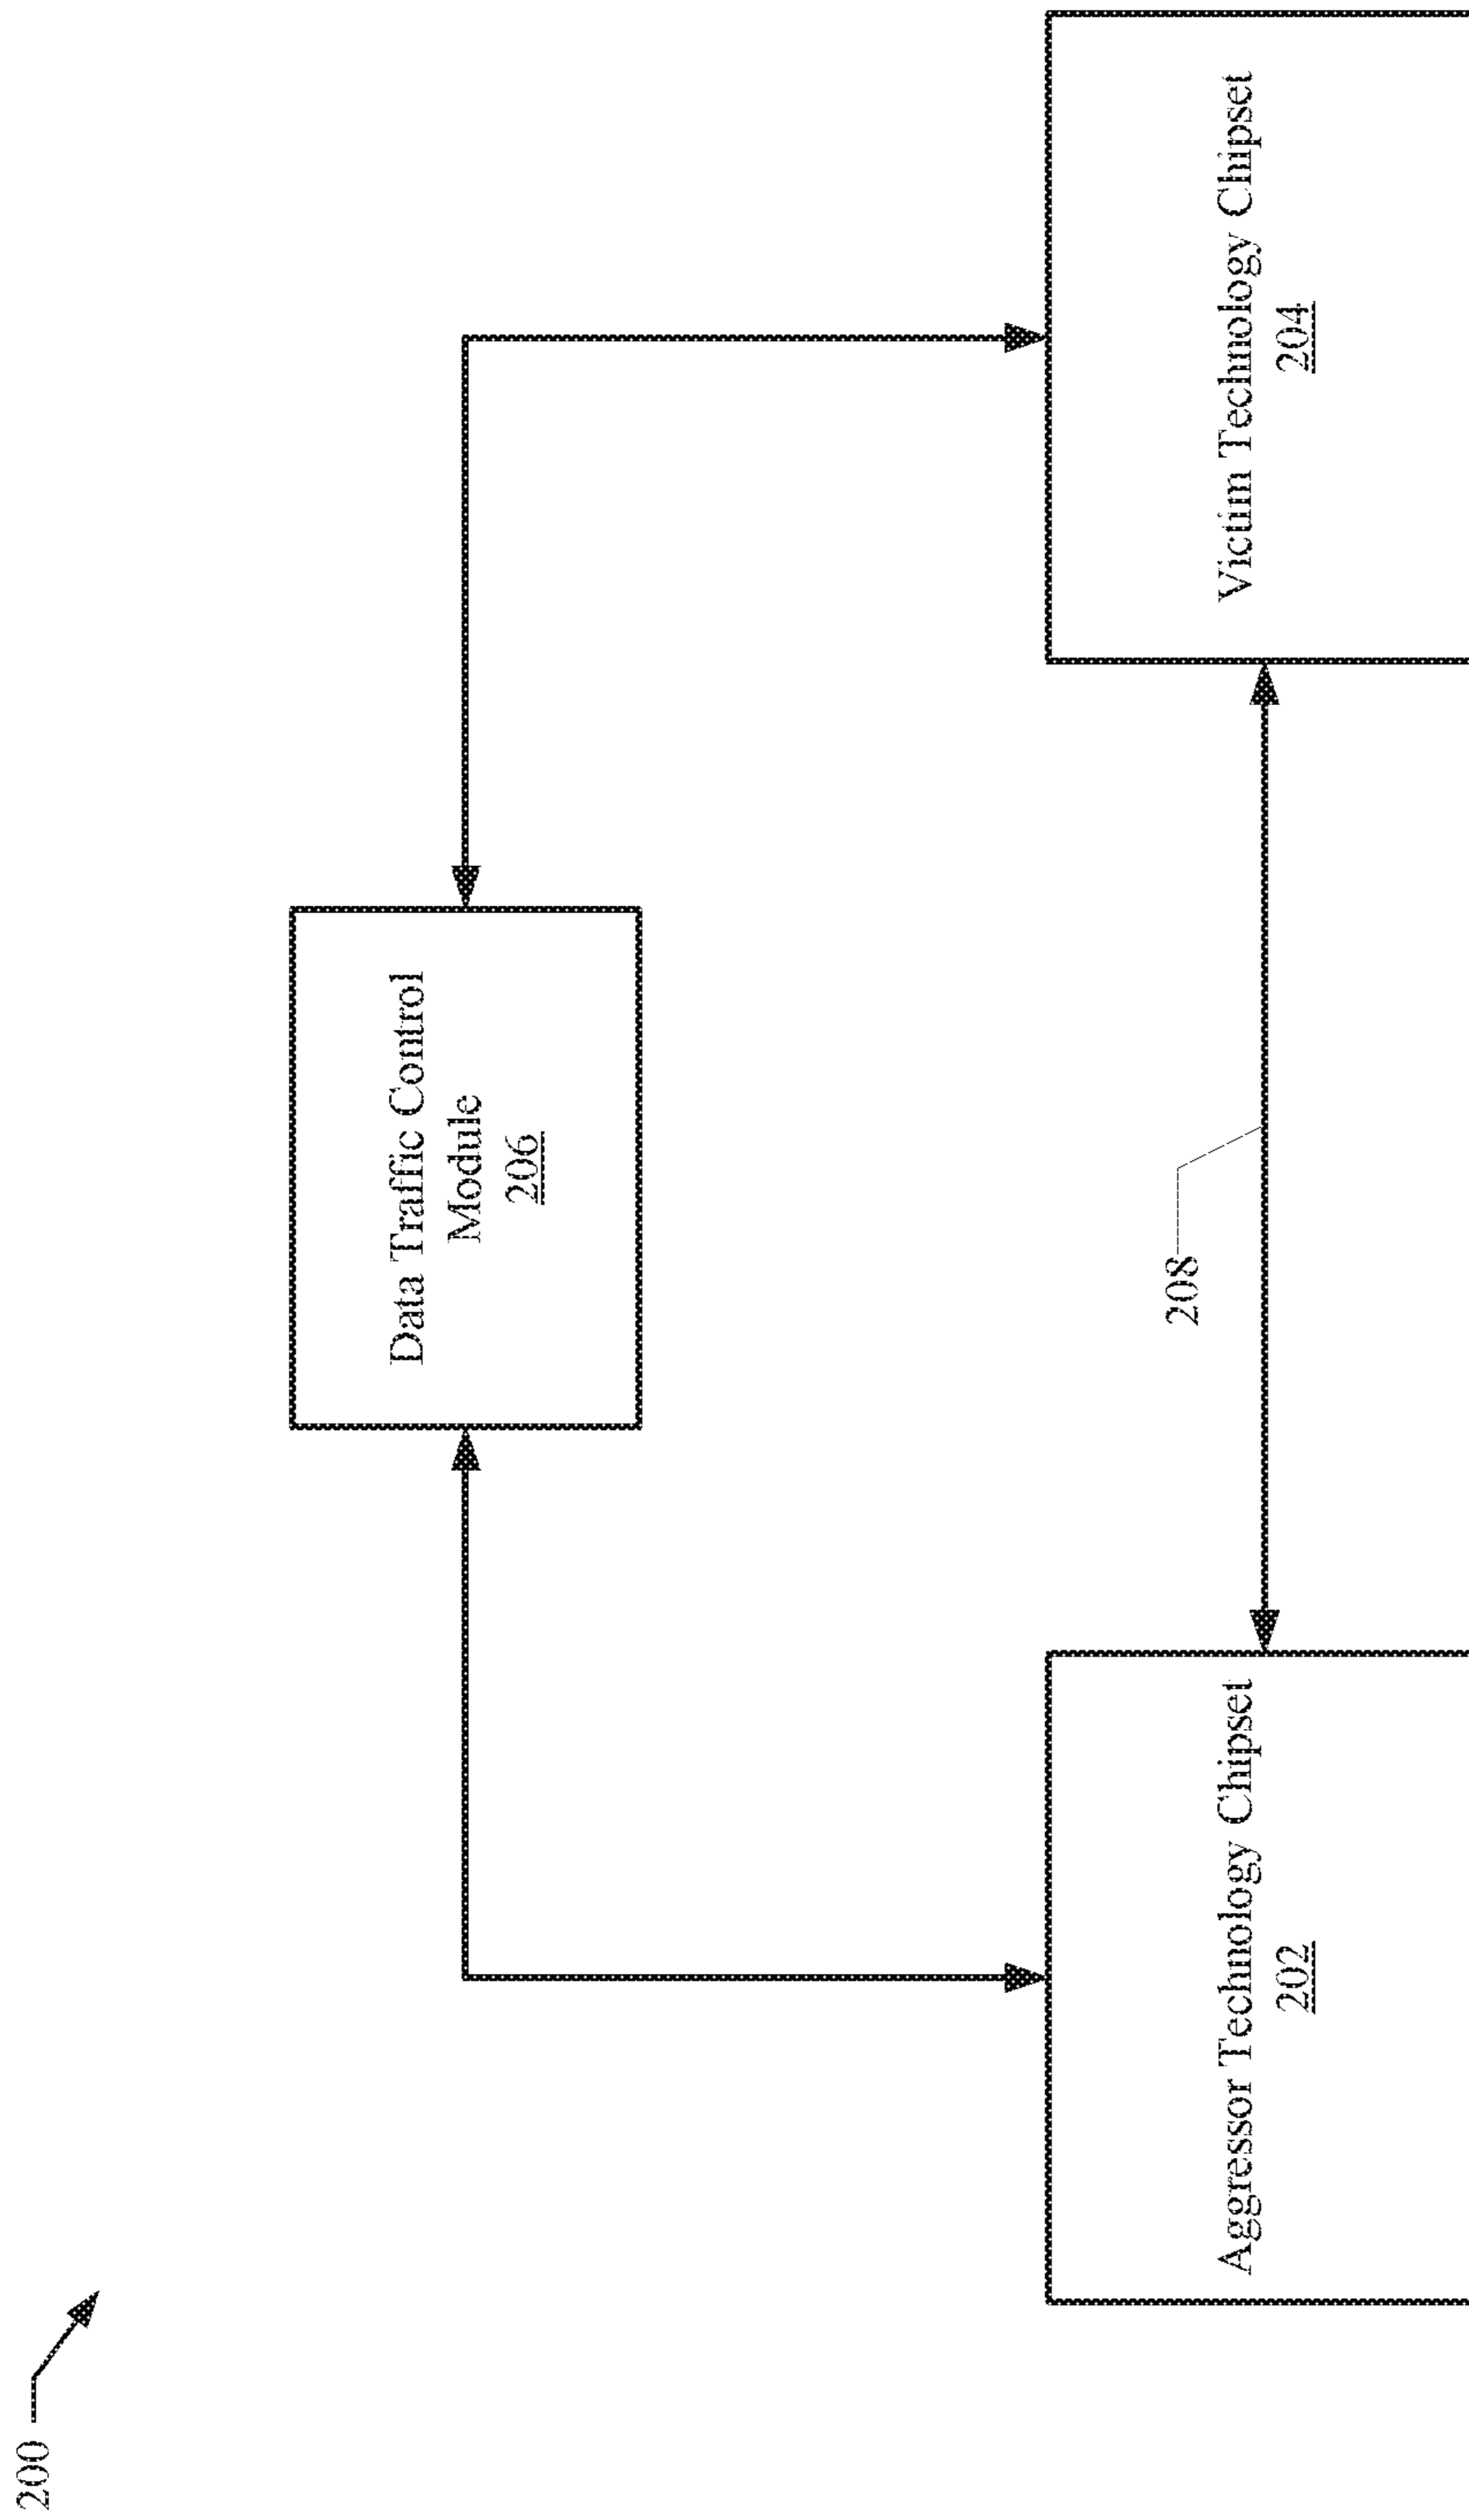 200
Data Traffic Control
Module
206
208
Aggressor Technology Chipset
202
Victim Technology Chipset
204